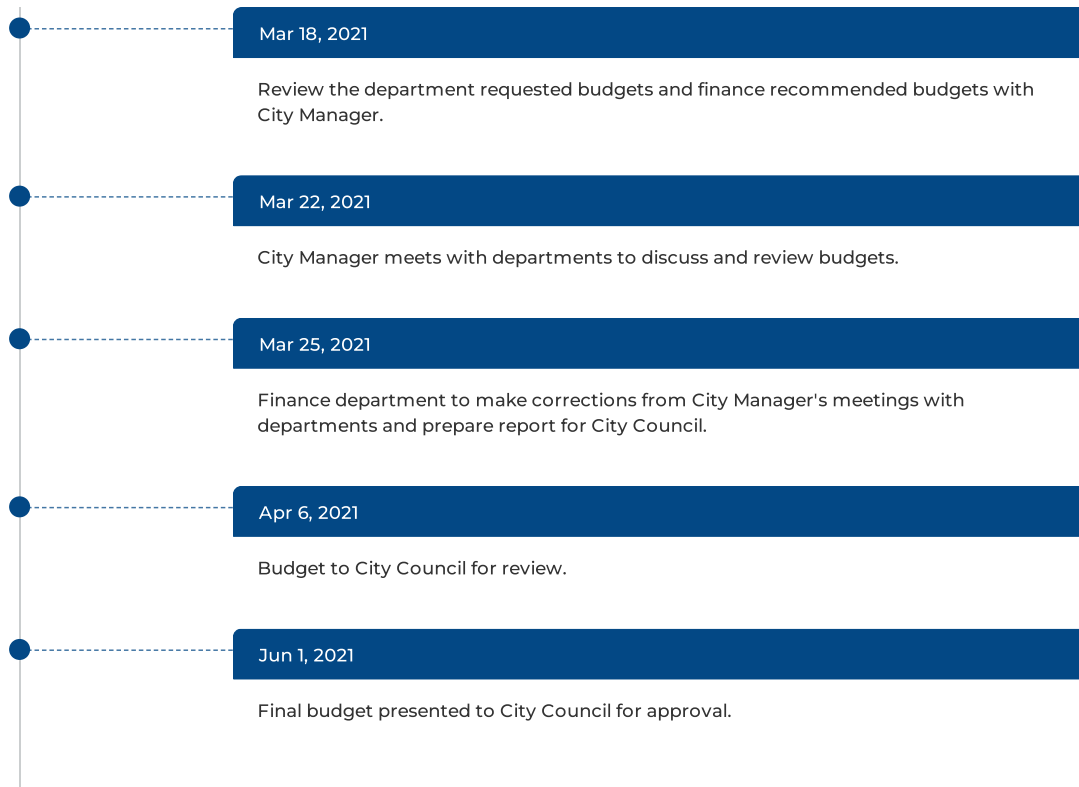 Mar 18, 2021
Review the department requested budgets and finance recommended budgets with
City Manager.
Mar 22, 2021
City Manager meets with departments to discuss and review budgets.
Mar 25, 2021
Finance department to make corrections from City Manager's meetings with
departments and prepare report for City Council.
Apr 6, 2021
Budget to City Council for review.
Jun 1, 2021
Final budget presented to City Council for approval.